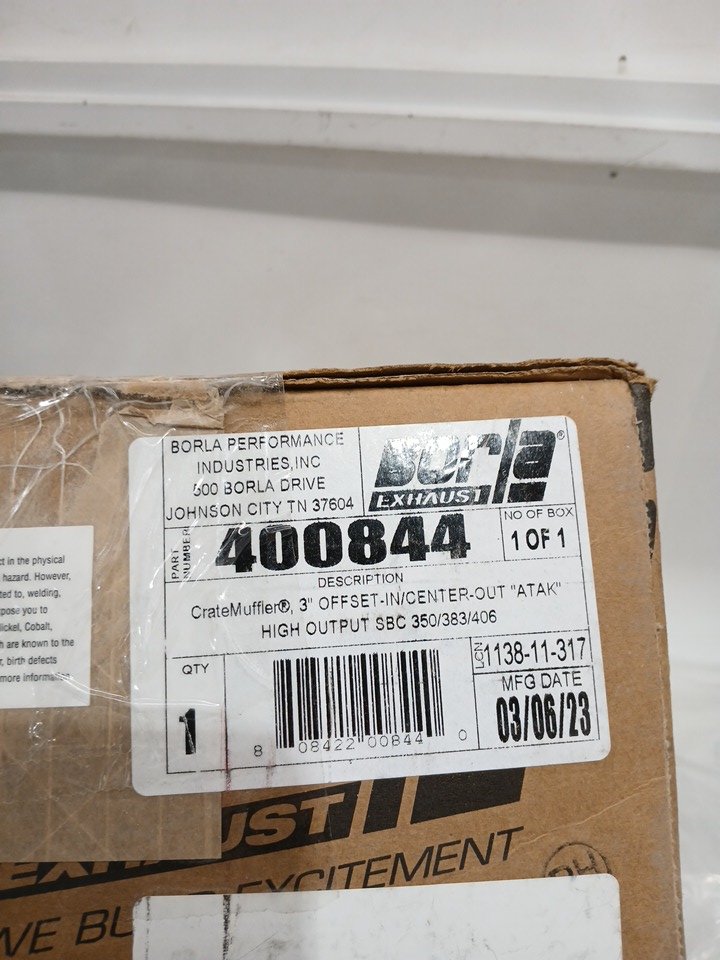 BORLA PERFORMANCE
INDUSTRIES,INC
500 BORLA DRIVE
JOHNSON CITY TN 37604
Borla®
EXHAUST
PART NUMBER
400844
NO OF BOX
1 OF 1
DESCRIPTION
CrateMuffler®, 3" OFFSET-IN/CENTER-OUT "ATAK"
HIGH OUTPUT SBC 350/383/406
QTY
1
8 08422 00844 0
LCN
1138-11-317
MFG DATE
03/06/23
ct in the physical
hazard. However,
ted to, welding,
pose you to
lickel, Cobalt,
h are known to the
r, birth defects
more information
EXHAUST
WE BU EXCITEMENT